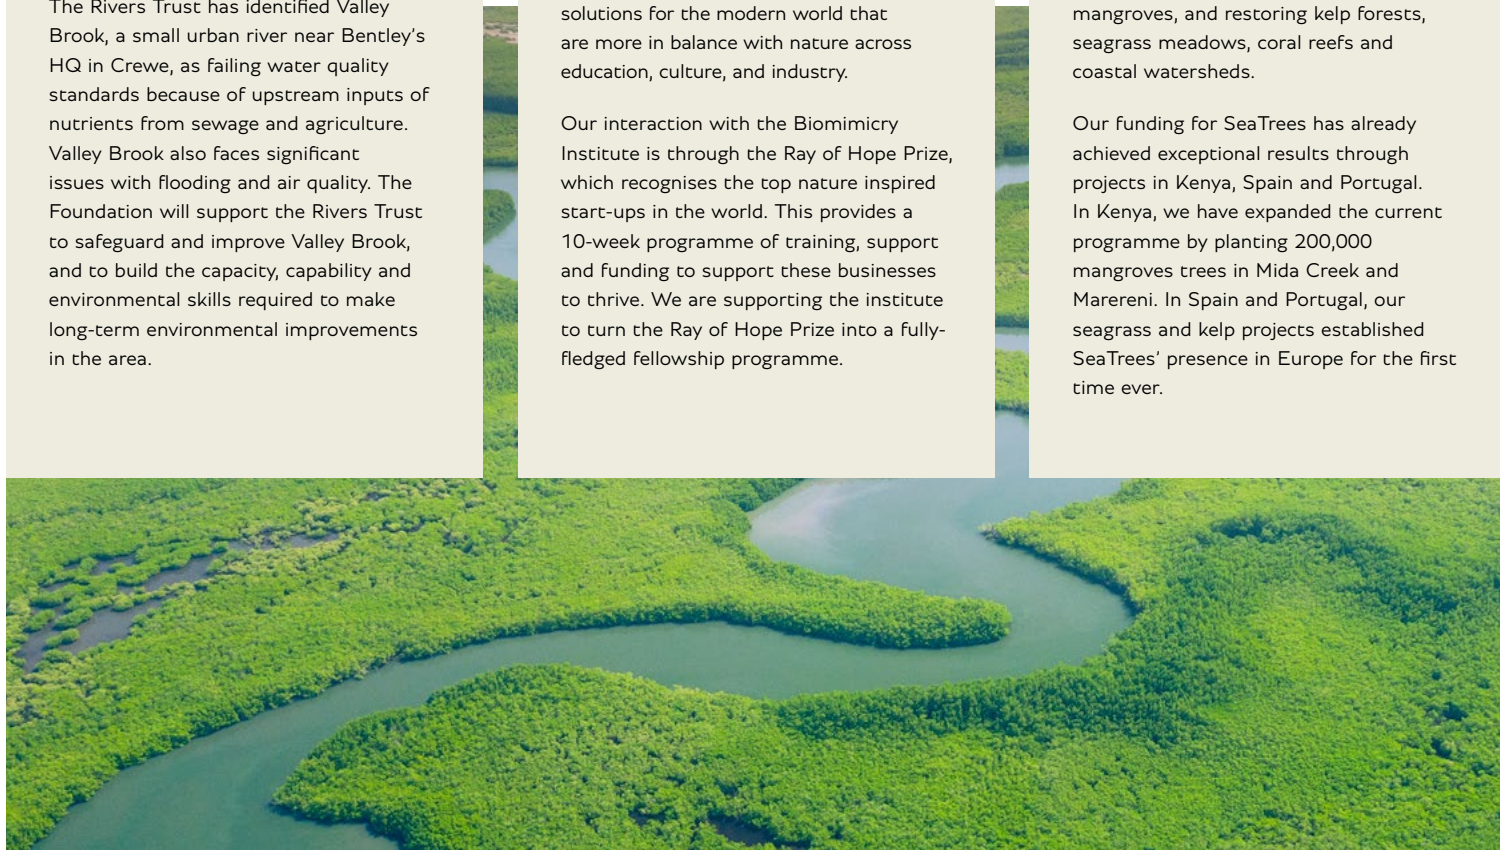 The Rivers Trust has identified Valley
Brook, a small urban river near Bentley's
HQ in Crewe, as failing water quality
standards because of upstream inputs of
nutrients from sewage and agriculture.
Valley Brook also faces significant
issues with flooding and air quality. The
Foundation will support the Rivers Trust
to safeguard and improve Valley Brook,
and to build the capacity, capability and
environmental skills required to make
long-term environmental improvements
in the area.
solutions for the modern world that
are more in balance with nature across
education, culture, and industry.
Our interaction with the Biomimicry
Institute is through the Ray of Hope Prize,
which recognises the top nature inspired
start-ups in the world. This provides a
10-week programme of training, support
and funding to support these businesses
to thrive. We are supporting the institute
to turn the Ray of Hope Prize into a fully-
fledged fellowship programme.
mangroves, and restoring kelp forests,
seagrass meadows, coral reefs and
coastal watersheds.
Our funding for SeaTrees has already
achieved exceptional results through
projects in Kenya, Spain and Portugal.
In Kenya, we have expanded the current
programme by planting 200,000
mangroves trees in Mida Creek and
Marereni. In Spain and Portugal, our
seagrass and kelp projects established
SeaTrees' presence in Europe for the first
time ever.